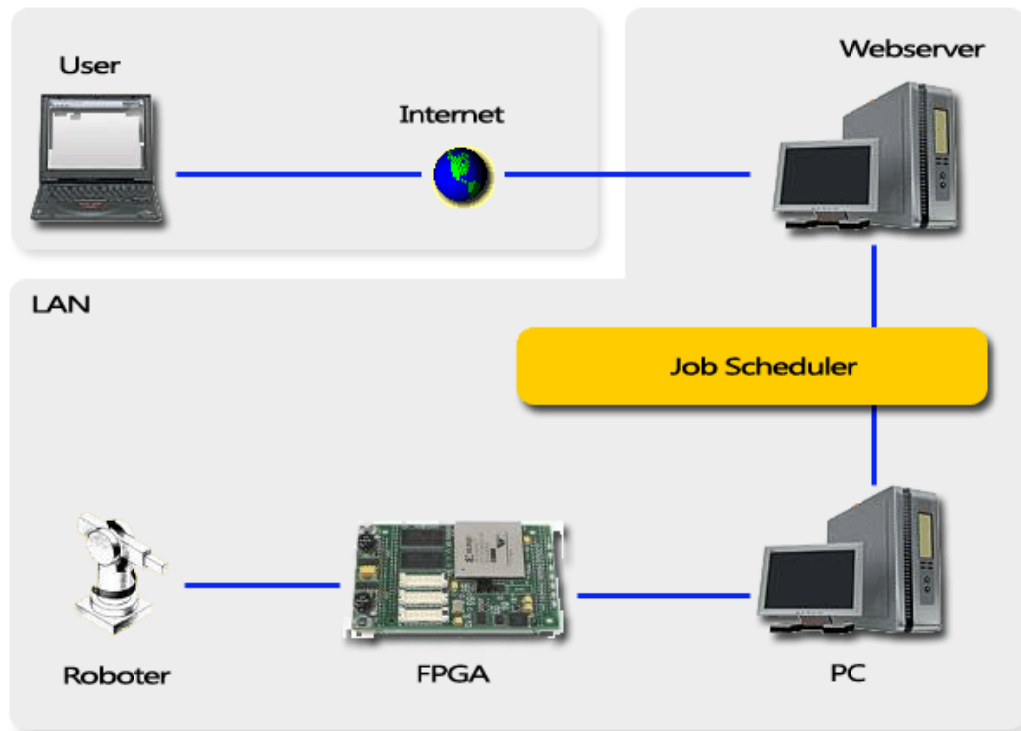 User
Internet
Webserver
LAN
Job Scheduler
Roboter
FPGA
PC